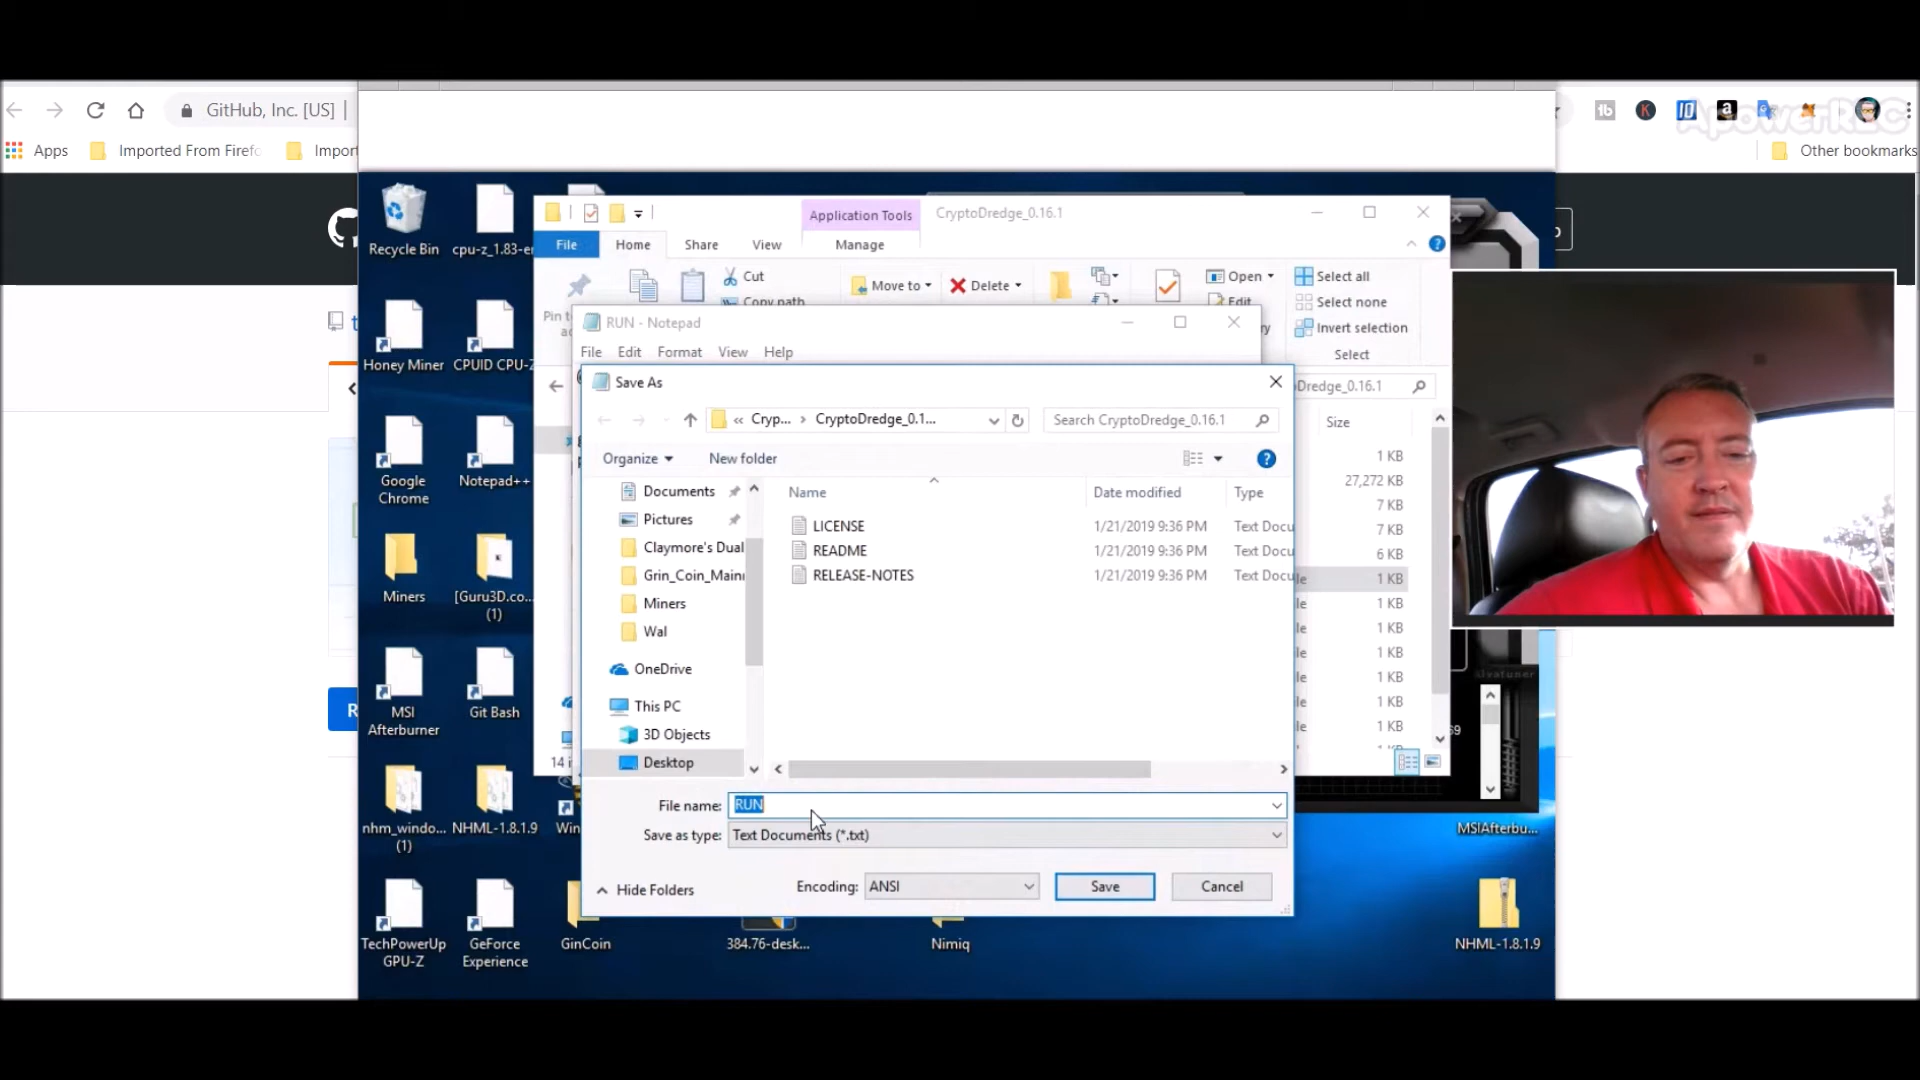 GitHub, Inc. [US]
ApowerREC
Apps
Imported From Firefo
Import
Other bookmarks
Application Tools
CryptoDredge_0.16.1
File
Home
Share
View
Manage
Cut
Copy path
Move to
Delete
Open
Edit
Select all
Select none
Invert selection
Select
RUN - Notepad
File
Edit
Format
View
Help
Save As
Cryp...
CryptoDredge_0.1...
Search CryptoDredge_0.16.1
Organize
New folder
Documents
Pictures
Claymore's Dual
Grin_Coin_Main
Miners
Wal
OneDrive
This PC
3D Objects
Desktop
Name
Date modified
Type
LICENSE
1/21/2019 9:36 PM
Text Docu
README
1/21/2019 9:36 PM
Text Docu
RELEASE-NOTES
1/21/2019 9:36 PM
Text Docu
File name:
RUN
Save as type:
Text Documents (*.txt)
Hide Folders
Encoding:
ANSI
Save
Cancel
oDredge_0.16.1
Size
1 KB
27,272 KB
7 KB
7 KB
6 KB
1 KB
1 KB
1 KB
1 KB
1 KB
1 KB
1 KB
Recycle Bin
cpu-z_1.83-en
Honey Miner
CPUID CPU-Z
Google
Chrome
Notepad++
Miners
[Guru3D.co...
(1)
MSI
Afterburner
Git Bash
nhm_windo...
(1)
NHML-1.8.1.9
Win
TechPowerUp
GPU-Z
GeForce
Experience
GinCoin
384.76-desk...
Nimiq
MSIAfterbu...
NHML-1.8.1.9